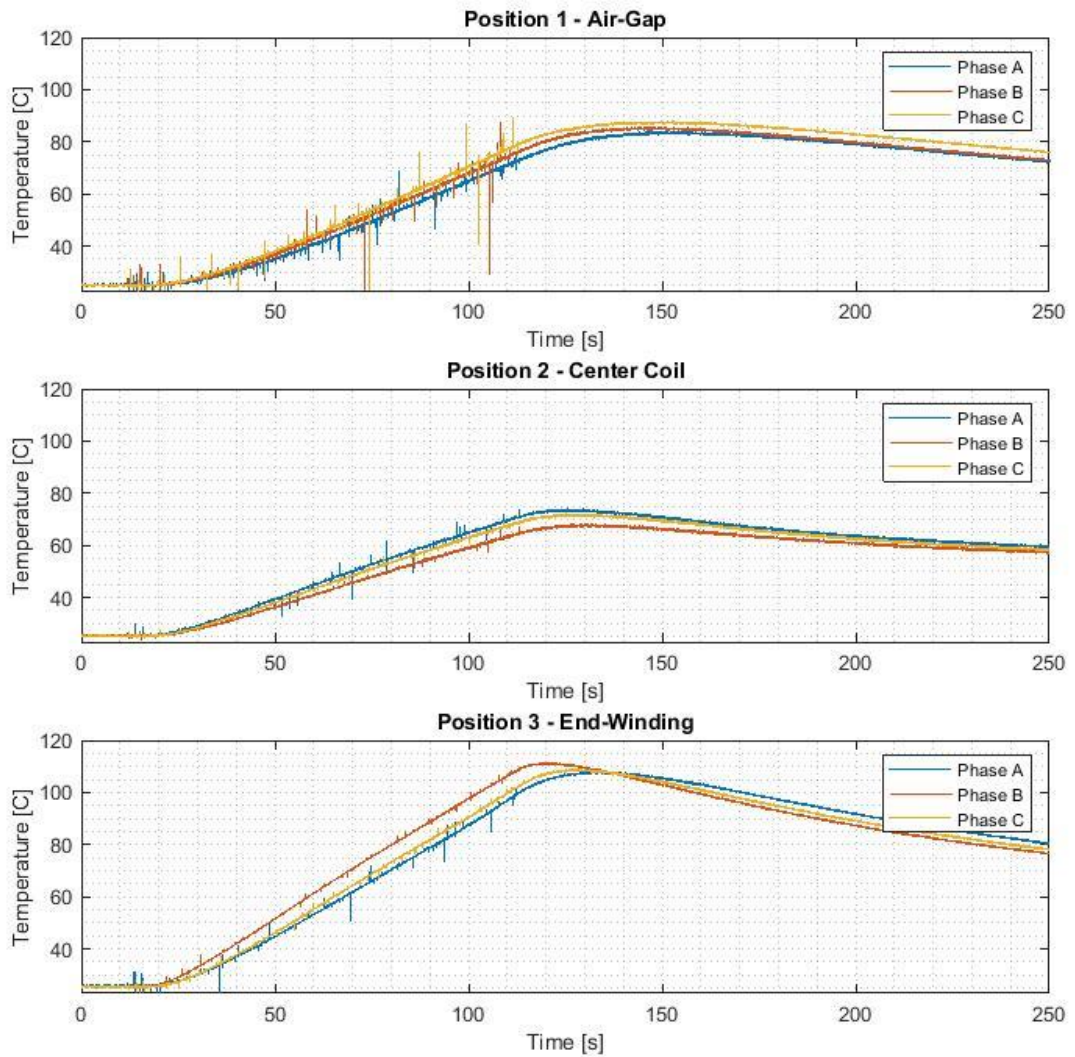 Position 1 - Air-Gap
120
100
80
60
40
Temperature [C]
Phase A
Phase B
Phase C
0 50 100 150 200 250
Time [s]
Position 2 - Center Coil
120
100
80
60
40
Temperature [C]
Phase A
Phase B
Phase C
0 50 100 150 200 250
Time [s]
Position 3 - End-Winding
120
100
80
60
40
Temperature [C]
Phase A
Phase B
Phase C
0 50 100 150 200 250
Time [s]